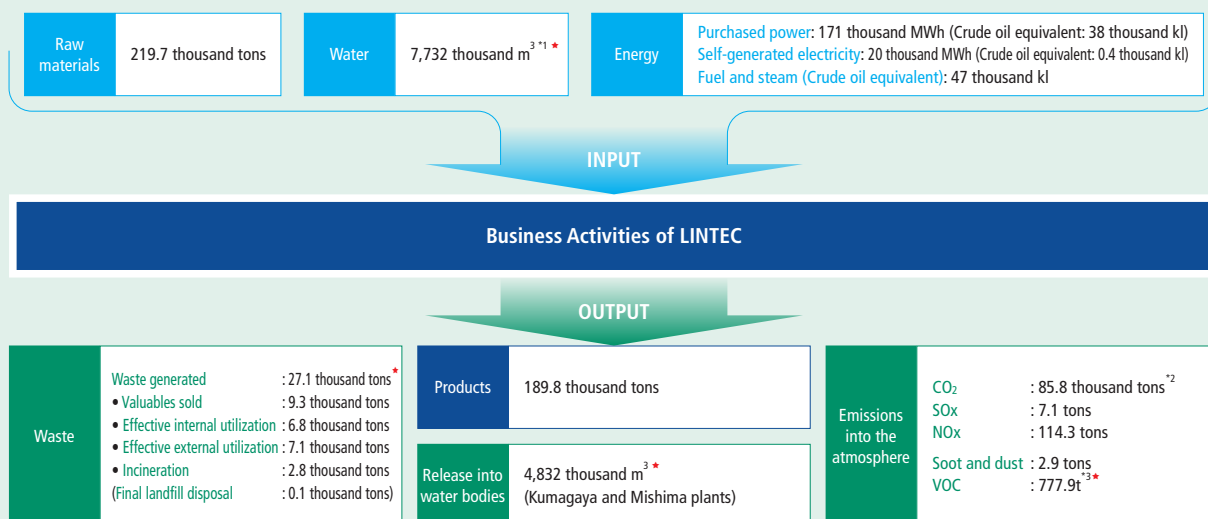 Raw
materials
219.7 thousand tons
Water
7,732 thousand m³ *1 ★
Energy
Purchased power: 171 thousand MWh (Crude oil equivalent: 38 thousand kl)
Self-generated electricity: 20 thousand MWh (Crude oil equivalent: 0.4 thousand kl)
Fuel and steam (Crude oil equivalent): 47 thousand kl
INPUT
Business Activities of LINTEC
OUTPUT
Waste
Waste generated : 27.1 thousand tons★
• Valuables sold : 9.3 thousand tons
• Effective internal utilization : 6.8 thousand tons
• Effective external utilization : 7.1 thousand tons
• Incineration : 2.8 thousand tons
(Final landfill disposal : 0.1 thousand tons)
Products
189.8 thousand tons
Release into
water bodies
4,832 thousand m³ ★
(Kumagaya and Mishima plants)
Emissions
into the
atmosphere
CO₂ : 85.8 thousand tons*2
SOx : 7.1 tons
NOx : 114.3 tons
Soot and dust : 2.9 tons
VOC : 777.9t*3★